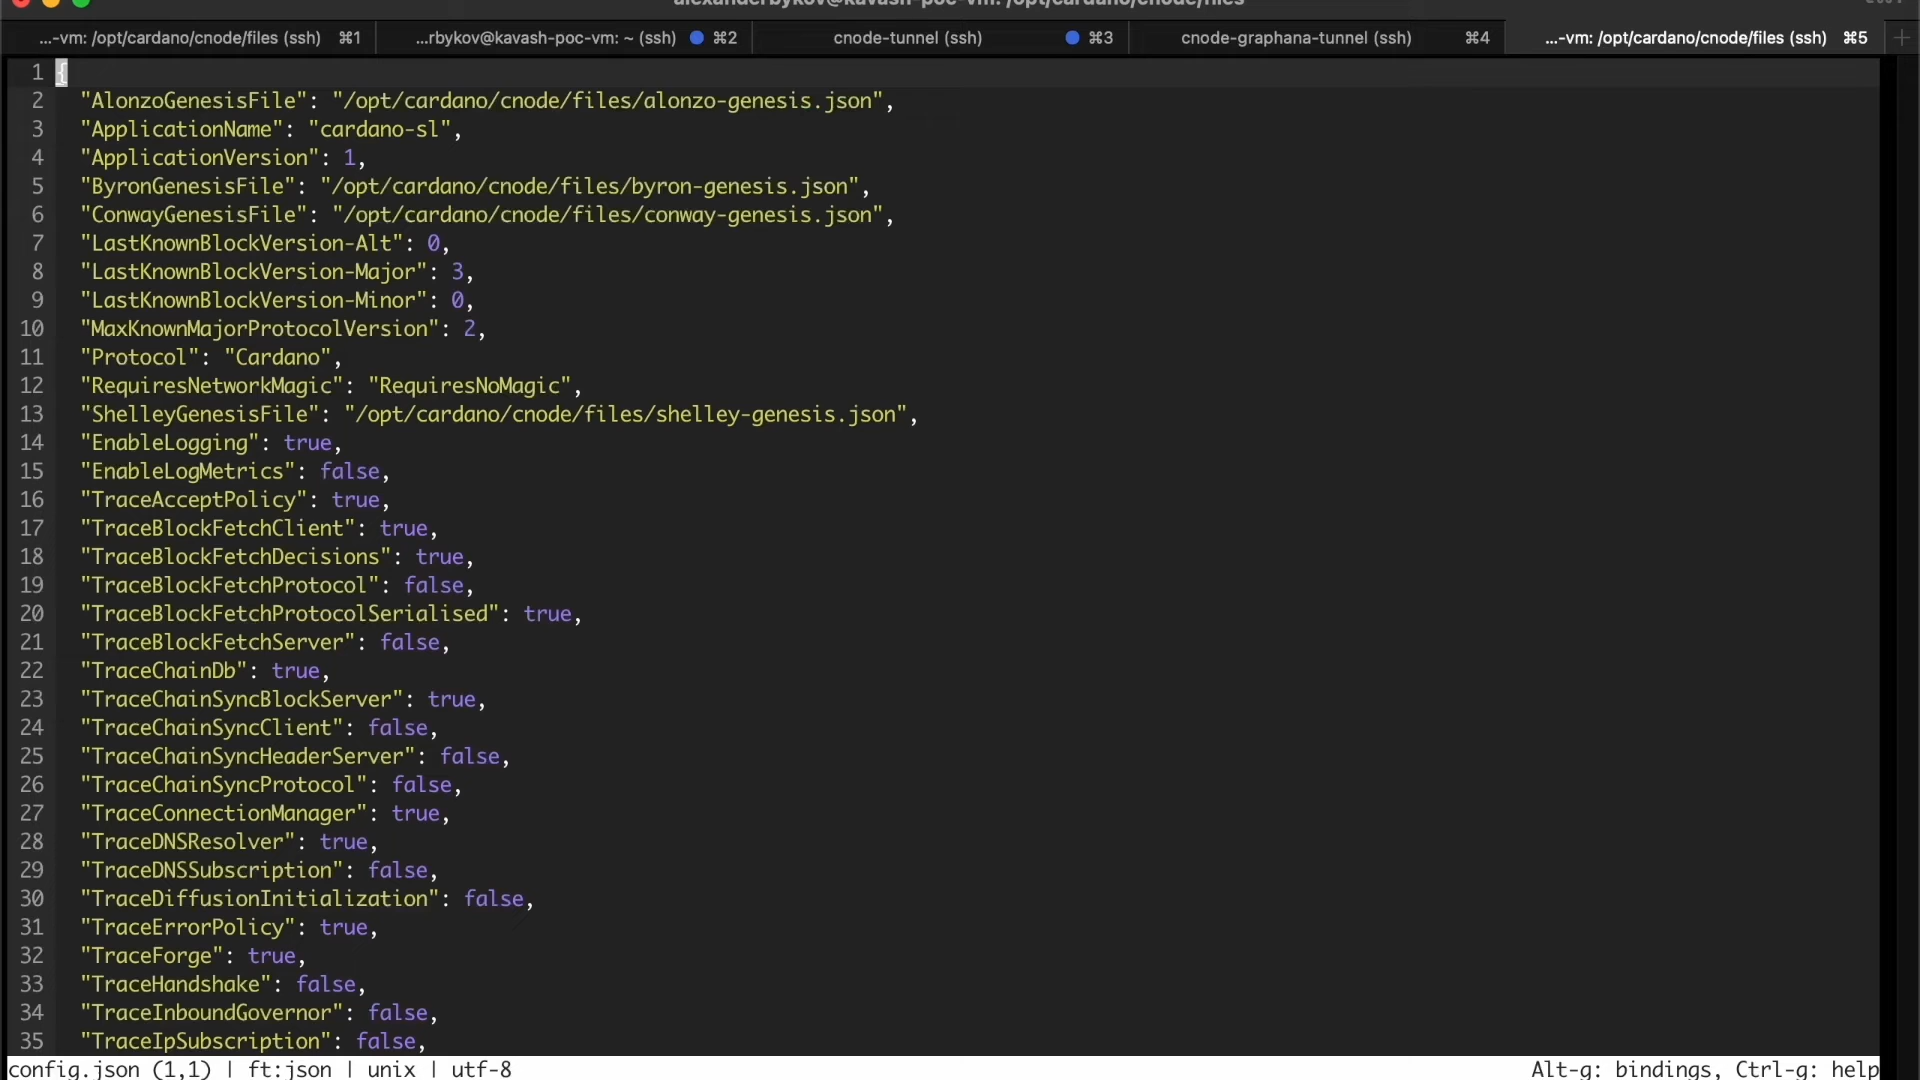 alexanderbykov@kavash-poc-vm: /opt/cardano/cnode/files
...-vm: /opt/cardano/cnode/files (ssh) ⌘1 ...rbykov@kavash-poc-vm: ~ (ssh) ⌘2 cnode-tunnel (ssh) ⌘3 cnode-graphana-tunnel (ssh) ⌘4 ...-vm: /opt/cardano/cnode/files (ssh) ⌘5
1 {
2 "AlonzoGenesisFile": "/opt/cardano/cnode/files/alonzo-genesis.json",
3 "ApplicationName": "cardano-sl",
4 "ApplicationVersion": 1,
5 "ByronGenesisFile": "/opt/cardano/cnode/files/byron-genesis.json",
6 "ConwayGenesisFile": "/opt/cardano/cnode/files/conway-genesis.json",
7 "LastKnownBlockVersion-Alt": 0,
8 "LastKnownBlockVersion-Major": 3,
9 "LastKnownBlockVersion-Minor": 0,
10 "MaxKnownMajorProtocolVersion": 2,
11 "Protocol": "Cardano",
12 "RequiresNetworkMagic": "RequiresNoMagic",
13 "ShelleyGenesisFile": "/opt/cardano/cnode/files/shelley-genesis.json",
14 "EnableLogging": true,
15 "EnableLogMetrics": false,
16 "TraceAcceptPolicy": true,
17 "TraceBlockFetchClient": true,
18 "TraceBlockFetchDecisions": true,
19 "TraceBlockFetchProtocol": false,
20 "TraceBlockFetchProtocolSerialised": true,
21 "TraceBlockFetchServer": false,
22 "TraceChainDb": true,
23 "TraceChainSyncBlockServer": true,
24 "TraceChainSyncClient": false,
25 "TraceChainSyncHeaderServer": false,
26 "TraceChainSyncProtocol": false,
27 "TraceConnectionManager": true,
28 "TraceDNSResolver": true,
29 "TraceDNSSubscription": false,
30 "TraceDiffusionInitialization": false,
31 "TraceErrorPolicy": true,
32 "TraceForge": true,
33 "TraceHandshake": false,
34 "TraceInboundGovernor": false,
35 "TraceIpSubscription": false,
config.json (1,1) | ft:json | unix | utf-8 Alt-g: bindings, Ctrl-g: help